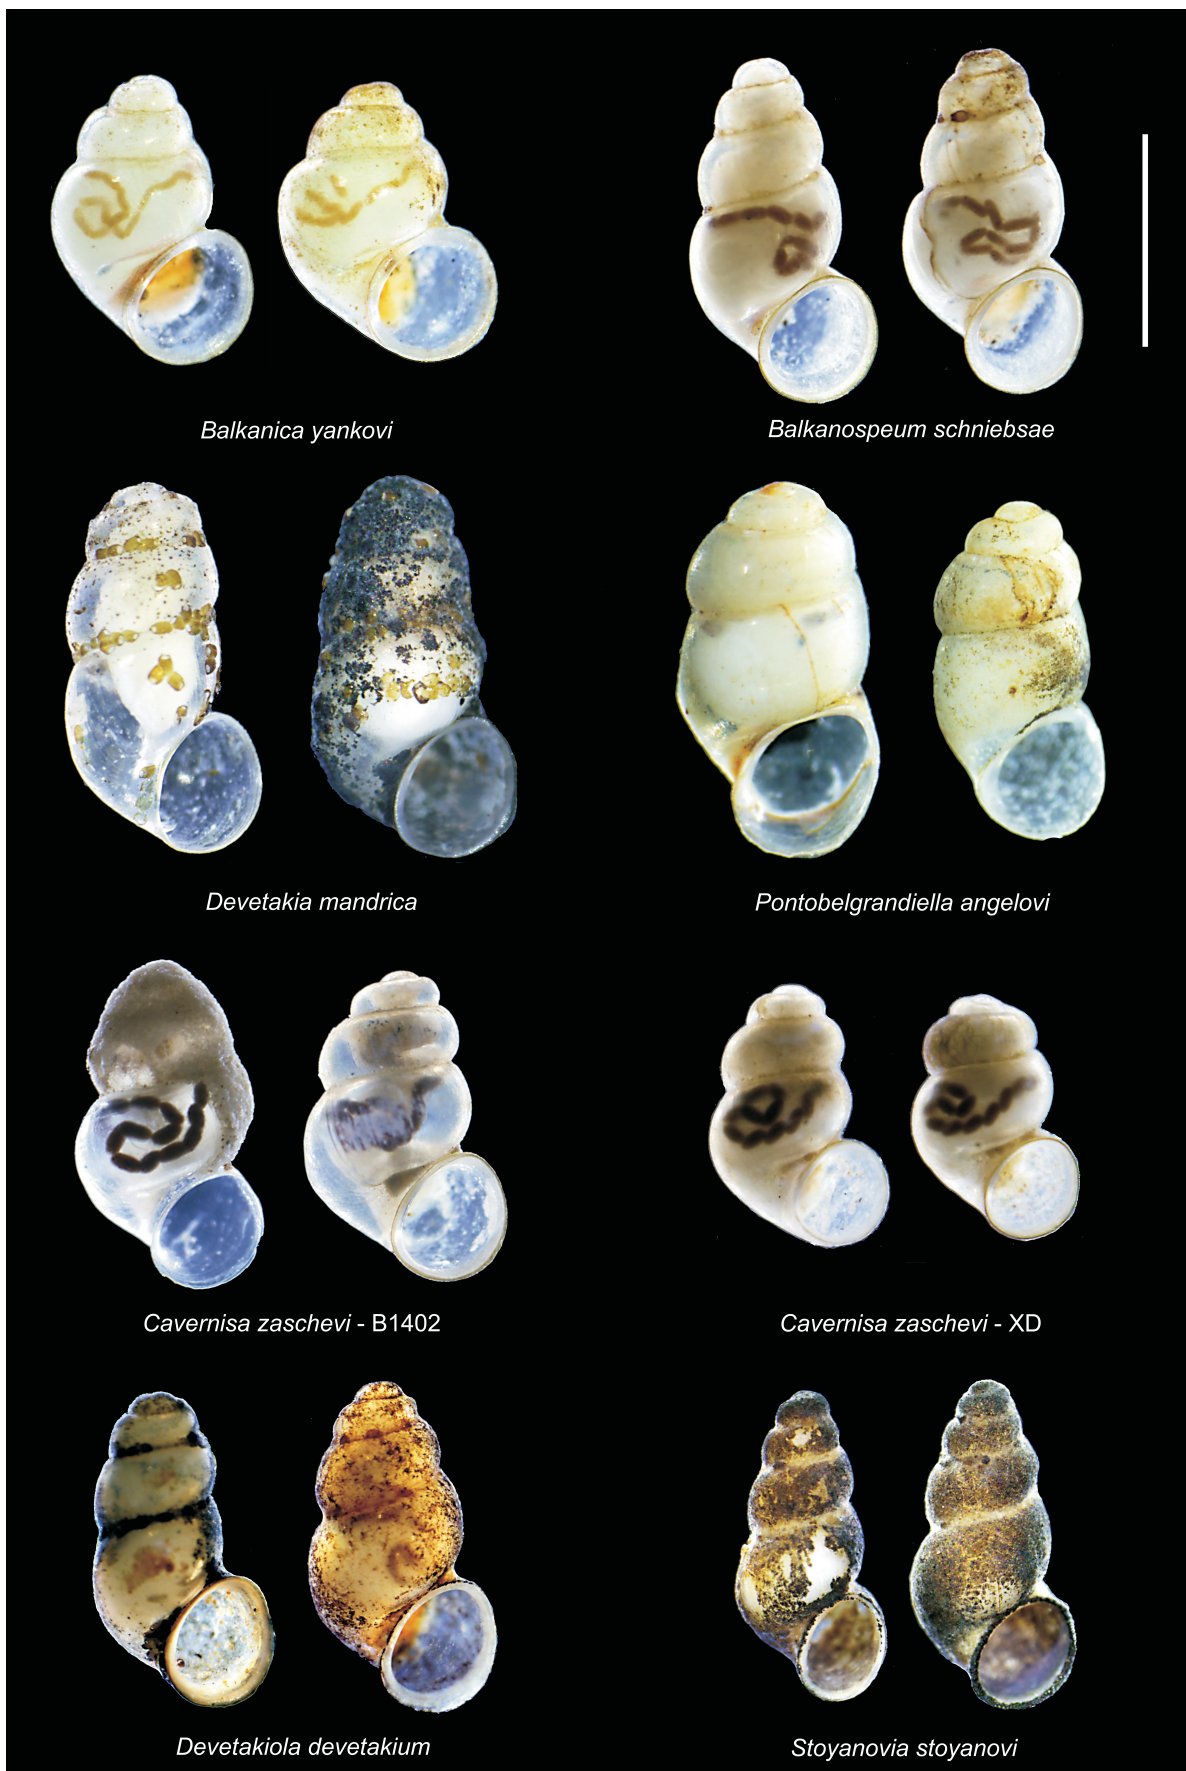 Balkanica yankovi
Balkanospeum schniebsae
Devetakia mandrica
Pontobelgrandiella angelovi
Cavernisa zaschevi - B1402
Cavernisa zaschevi - XD
Devetakiola devetakium
Stoyanovia stoyanovi